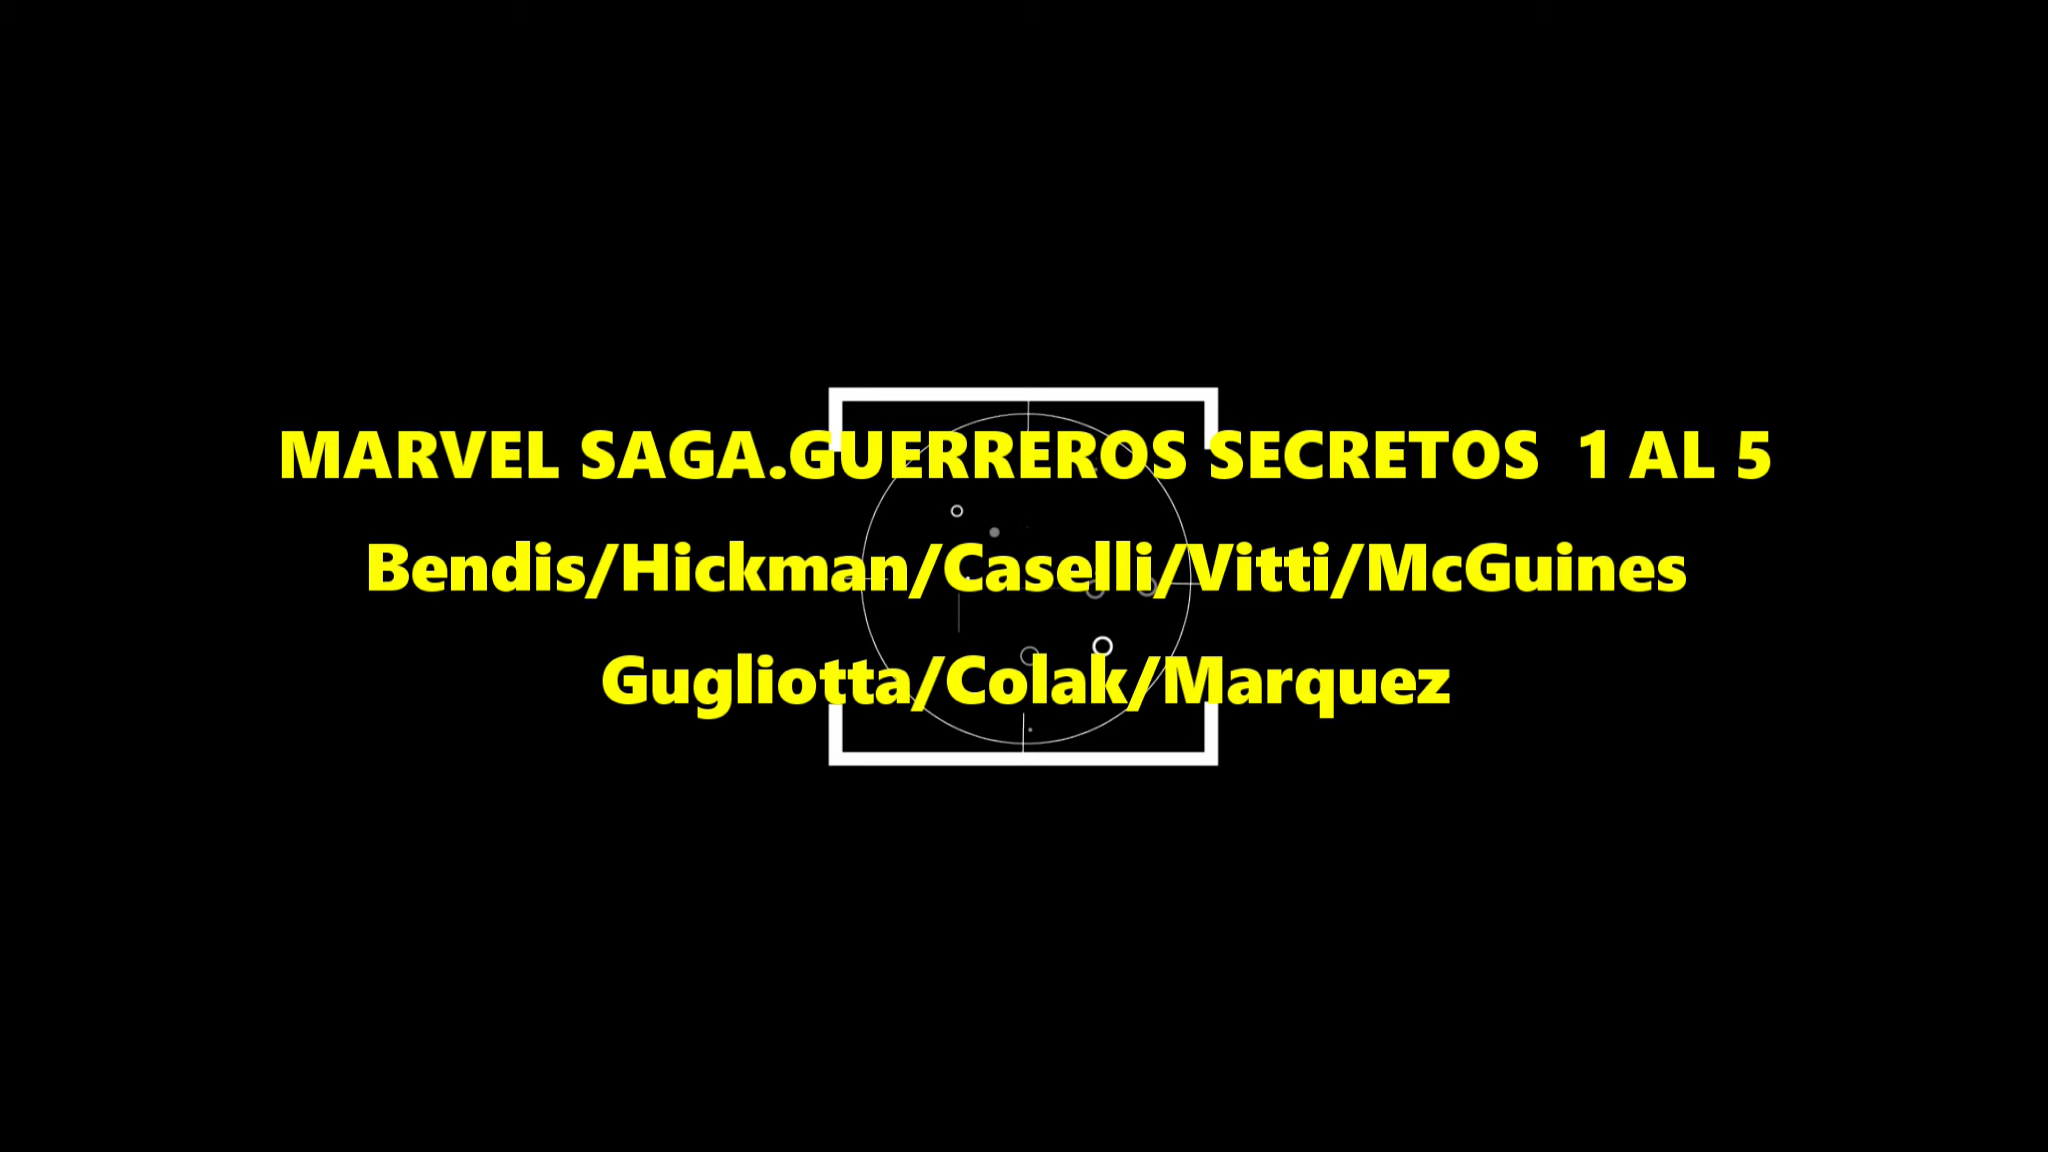 MARVEL SAGA.GUERREROS SECRETOS  1 AL 5
Bendis/Hickman/Caselli/Vitti/McGuines
Gugliotta/Colak/Marquez